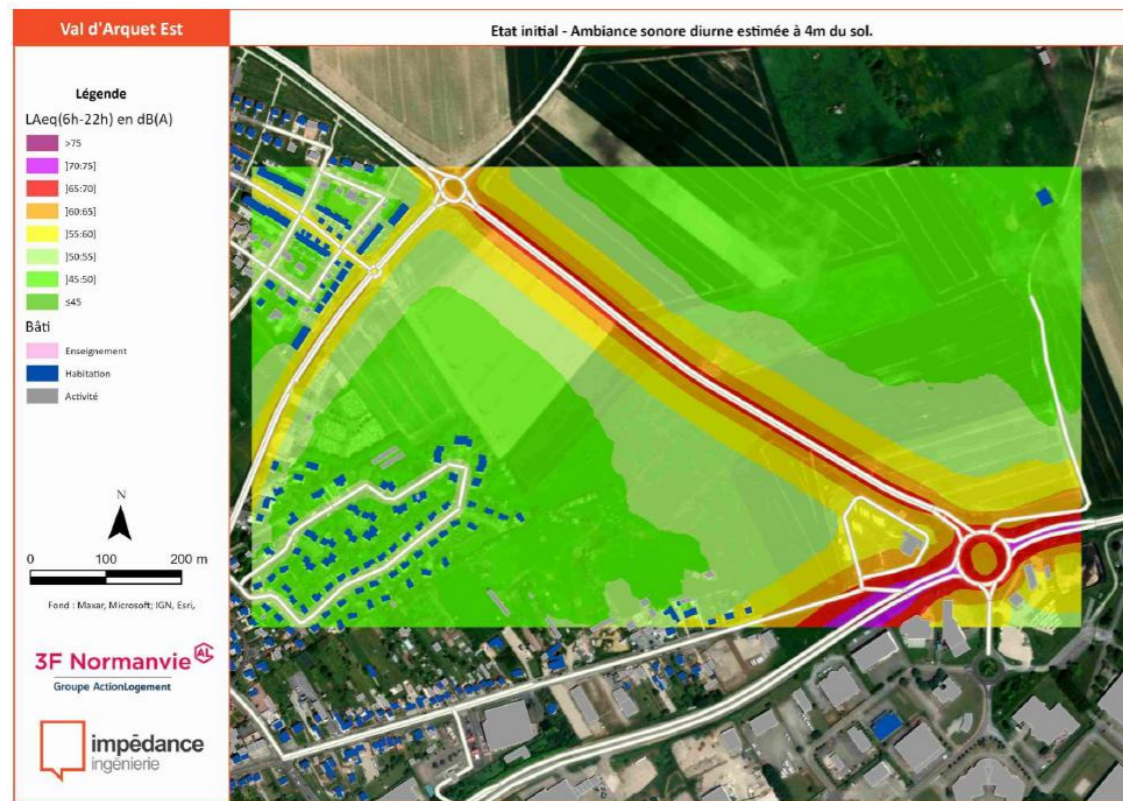 Val d'Arquet Est
Etat initial - Ambiance sonore diurne estimée à 4m du sol.
Légende
LAeq(6h-22h) en dB(A)
>75
]70:75]
]65:70]
]60:65]
]55:60]
]50:55]
]45:50]
≤45
Bâti
Enseignement
Habitation
Activité
N
0 100 200 m
Fond : Maxar, Microsoft; IGN, Esri,
3F Normanvie AL
Groupe ActionLogement
impēdance
ingénierie